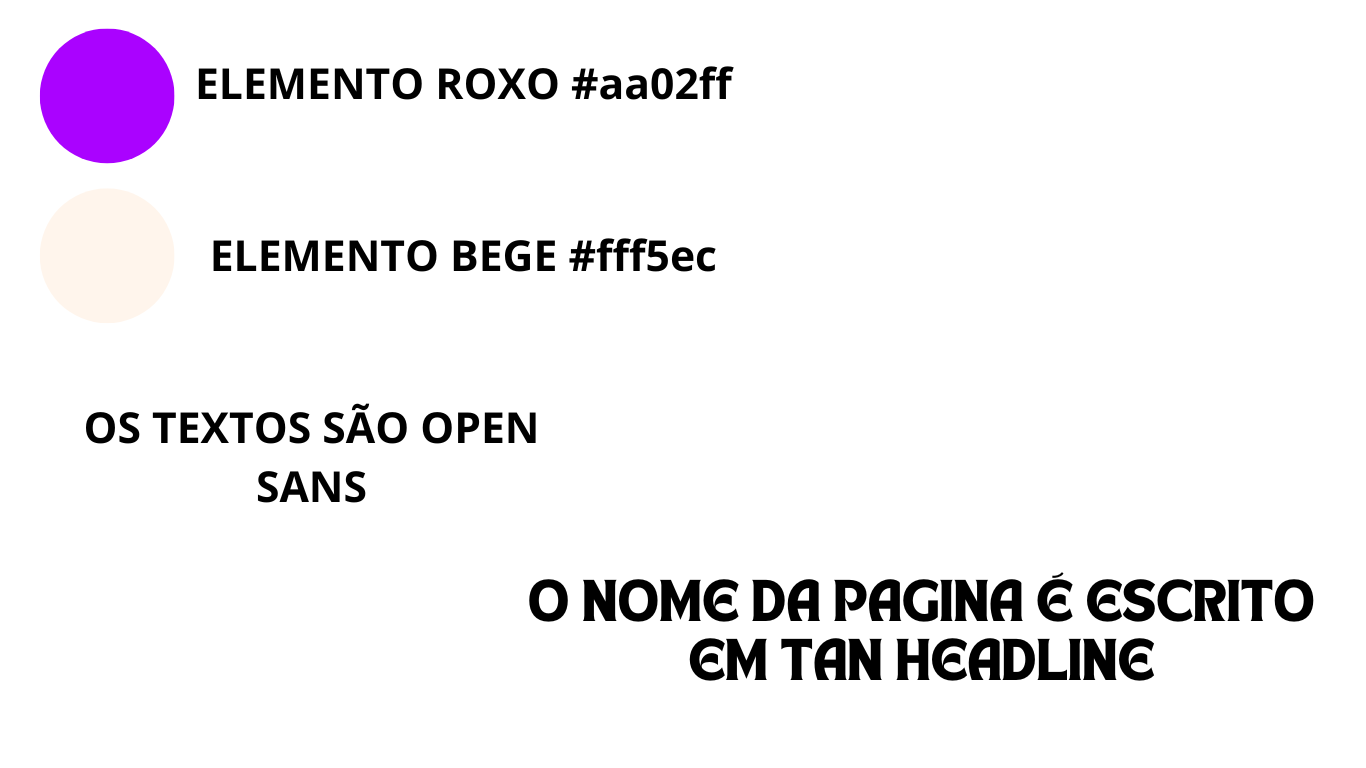 ELEMENTO ROXO #aa02ff
ELEMENTO BEGE #fff5ec
OS TEXTOS SÃO OPEN
SANS
O NOME DA PAGINA É ESCRITO
EM TAN HEADLINE